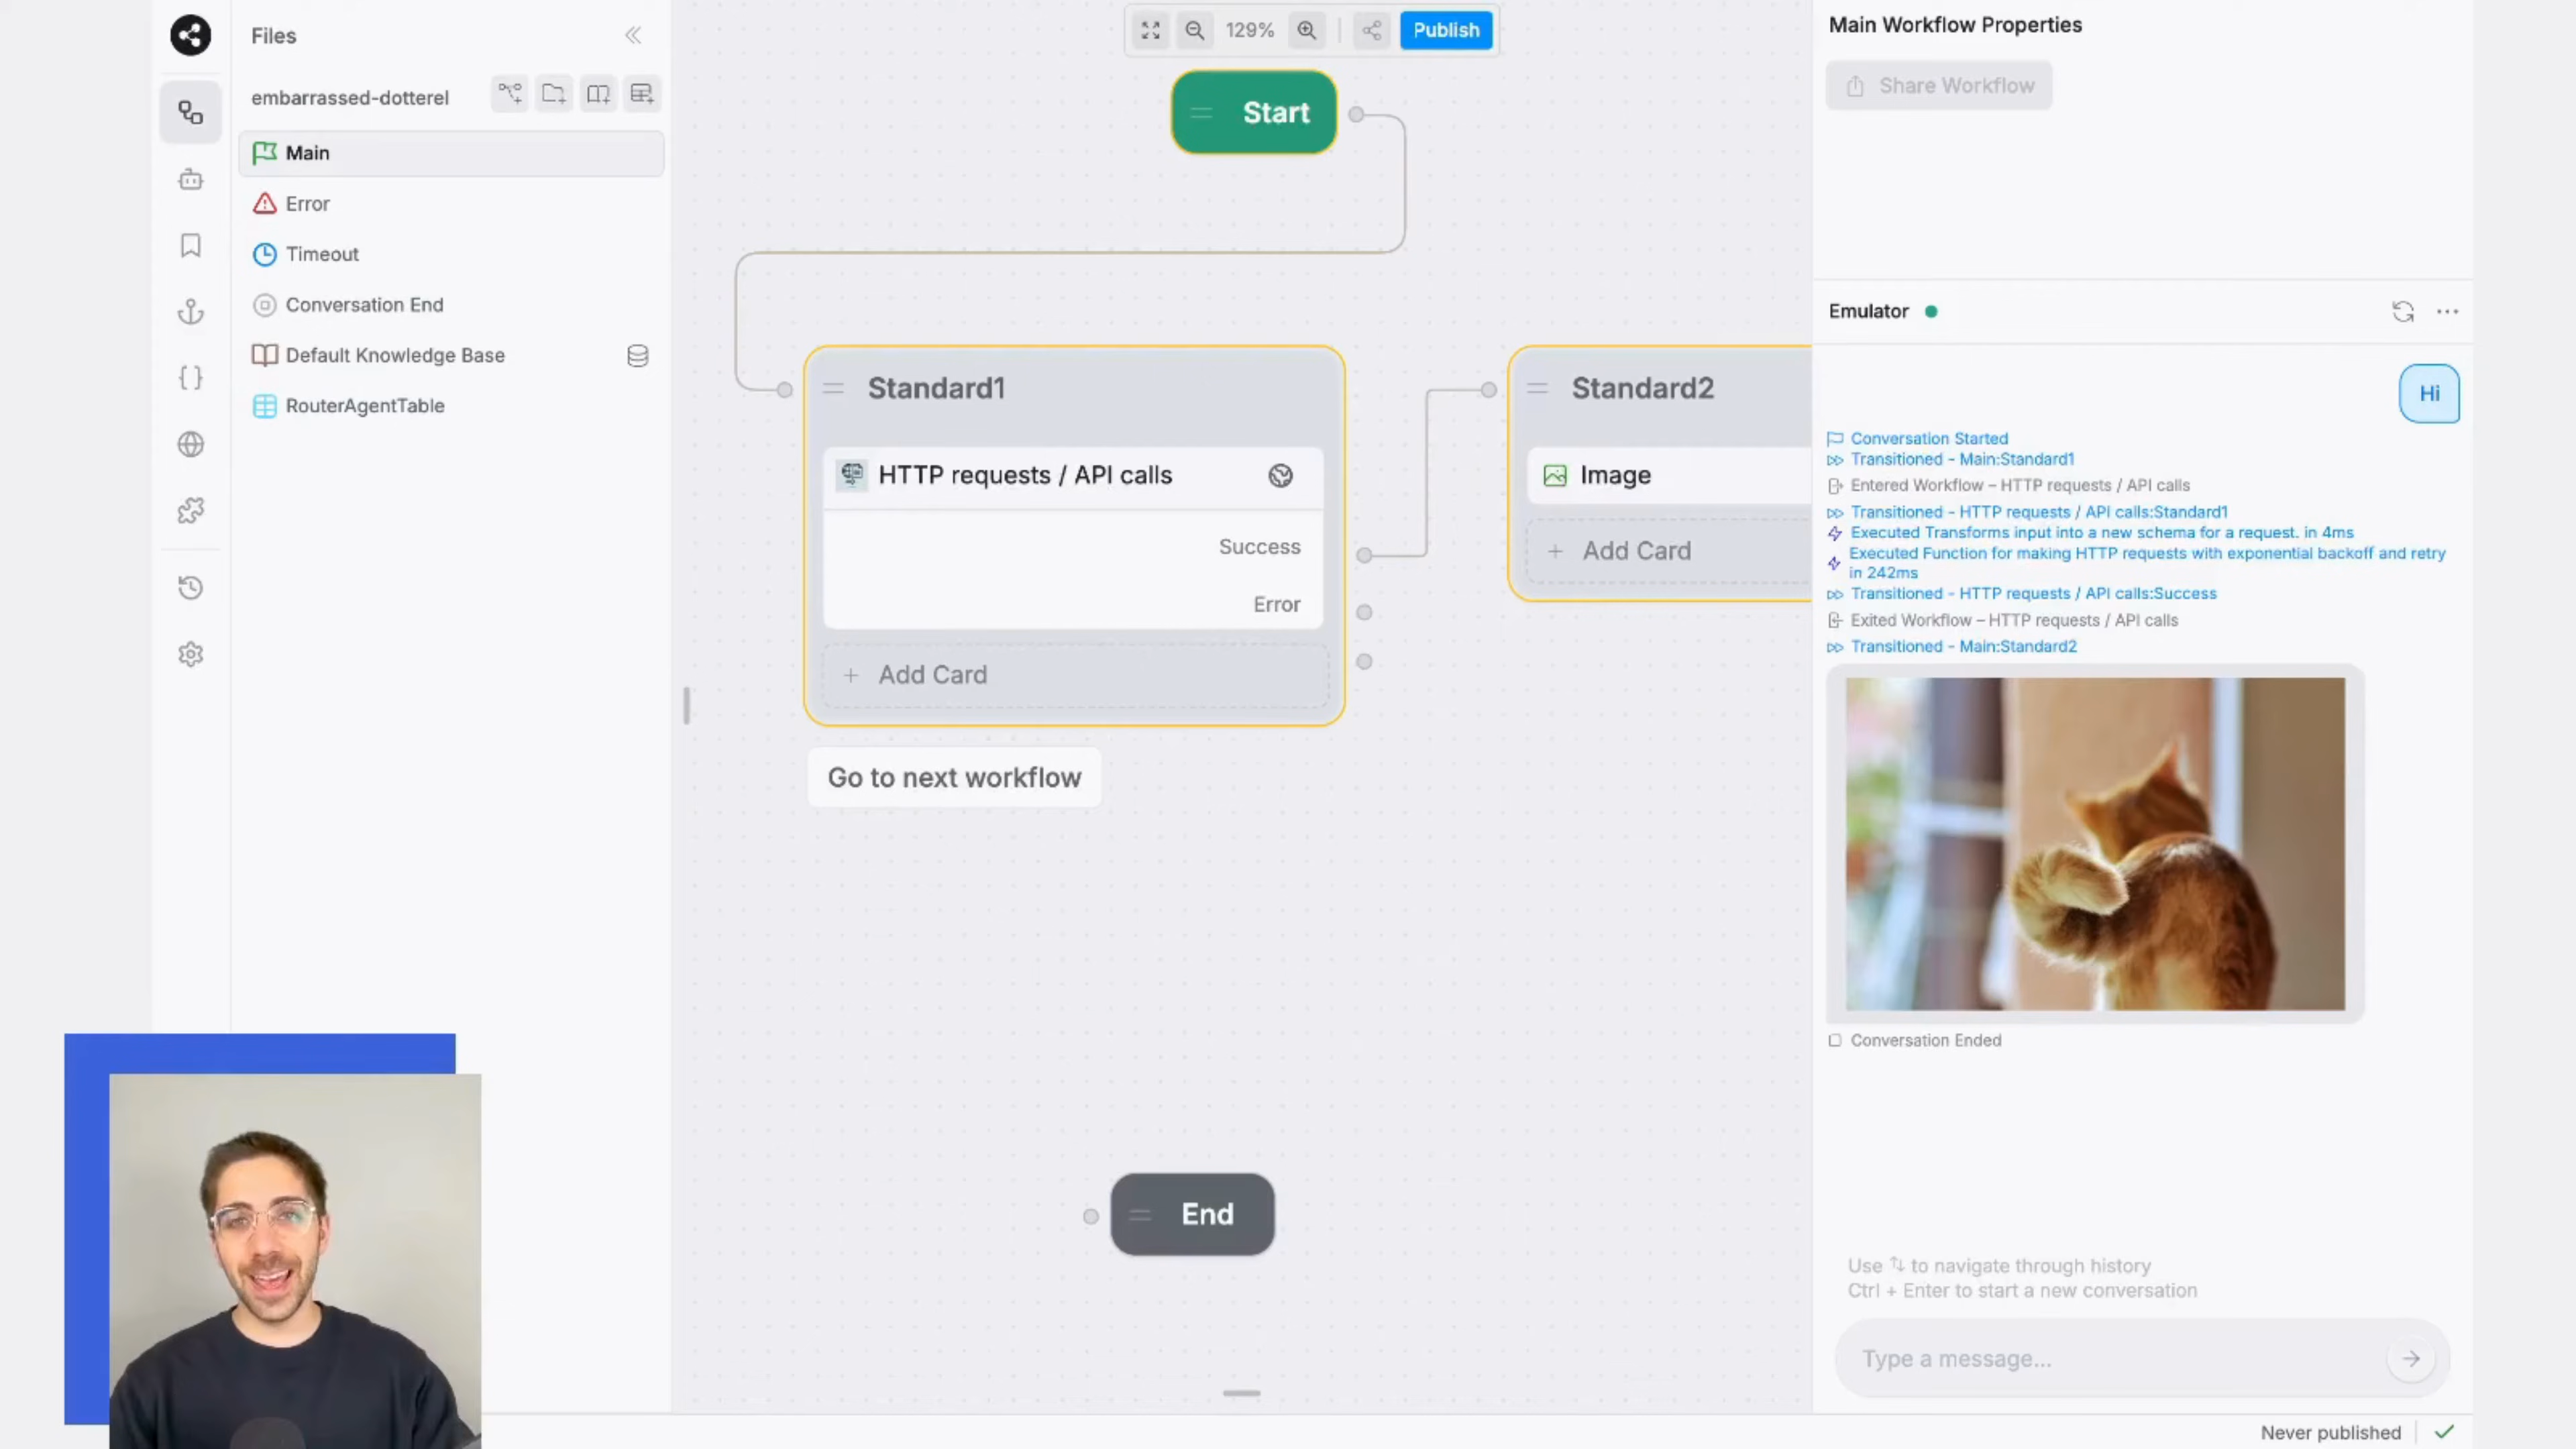 Files
embarrassed-dotterel
Main
Error
Timeout
Conversation End
Default Knowledge Base
RouterAgentTable
129%
Publish
Start
Standard1
HTTP requests / API calls
Success
Error
Add Card
Go to next workflow
Standard2
Image
Add Card
End
Main Workflow Properties
Share Workflow
Emulator
Hi
Conversation Started
Transitioned - Main:Standard1
Entered Workflow – HTTP requests / API calls
Transitioned - HTTP requests / API calls:Standard1
Executed Transforms input into a new schema for a request. in 4ms
Executed Function for making HTTP requests with exponential backoff and retry
in 242ms
Transitioned - HTTP requests / API calls:Success
Exited Workflow – HTTP requests / API calls
Transitioned - Main:Standard2
Conversation Ended
Use ↑↓ to navigate through history
Ctrl + Enter to start a new conversation
Type a message...
Never published